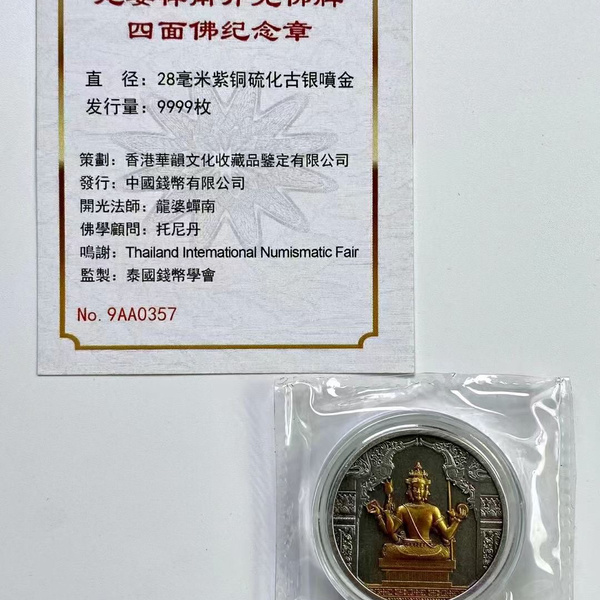 四面佛纪念章
直　径：28毫米紫铜硫化古银噴金
发行量：9999枚
策劃：香港華韻文化收藏品鑒定有限公司
發行：中國錢幣有限公司
開光法師：龍婆蟬南
佛學顧問：托尼丹
鳴謝：Thailand International Numismatic Fair
監製：泰國錢幣學會
No. 9AA0357